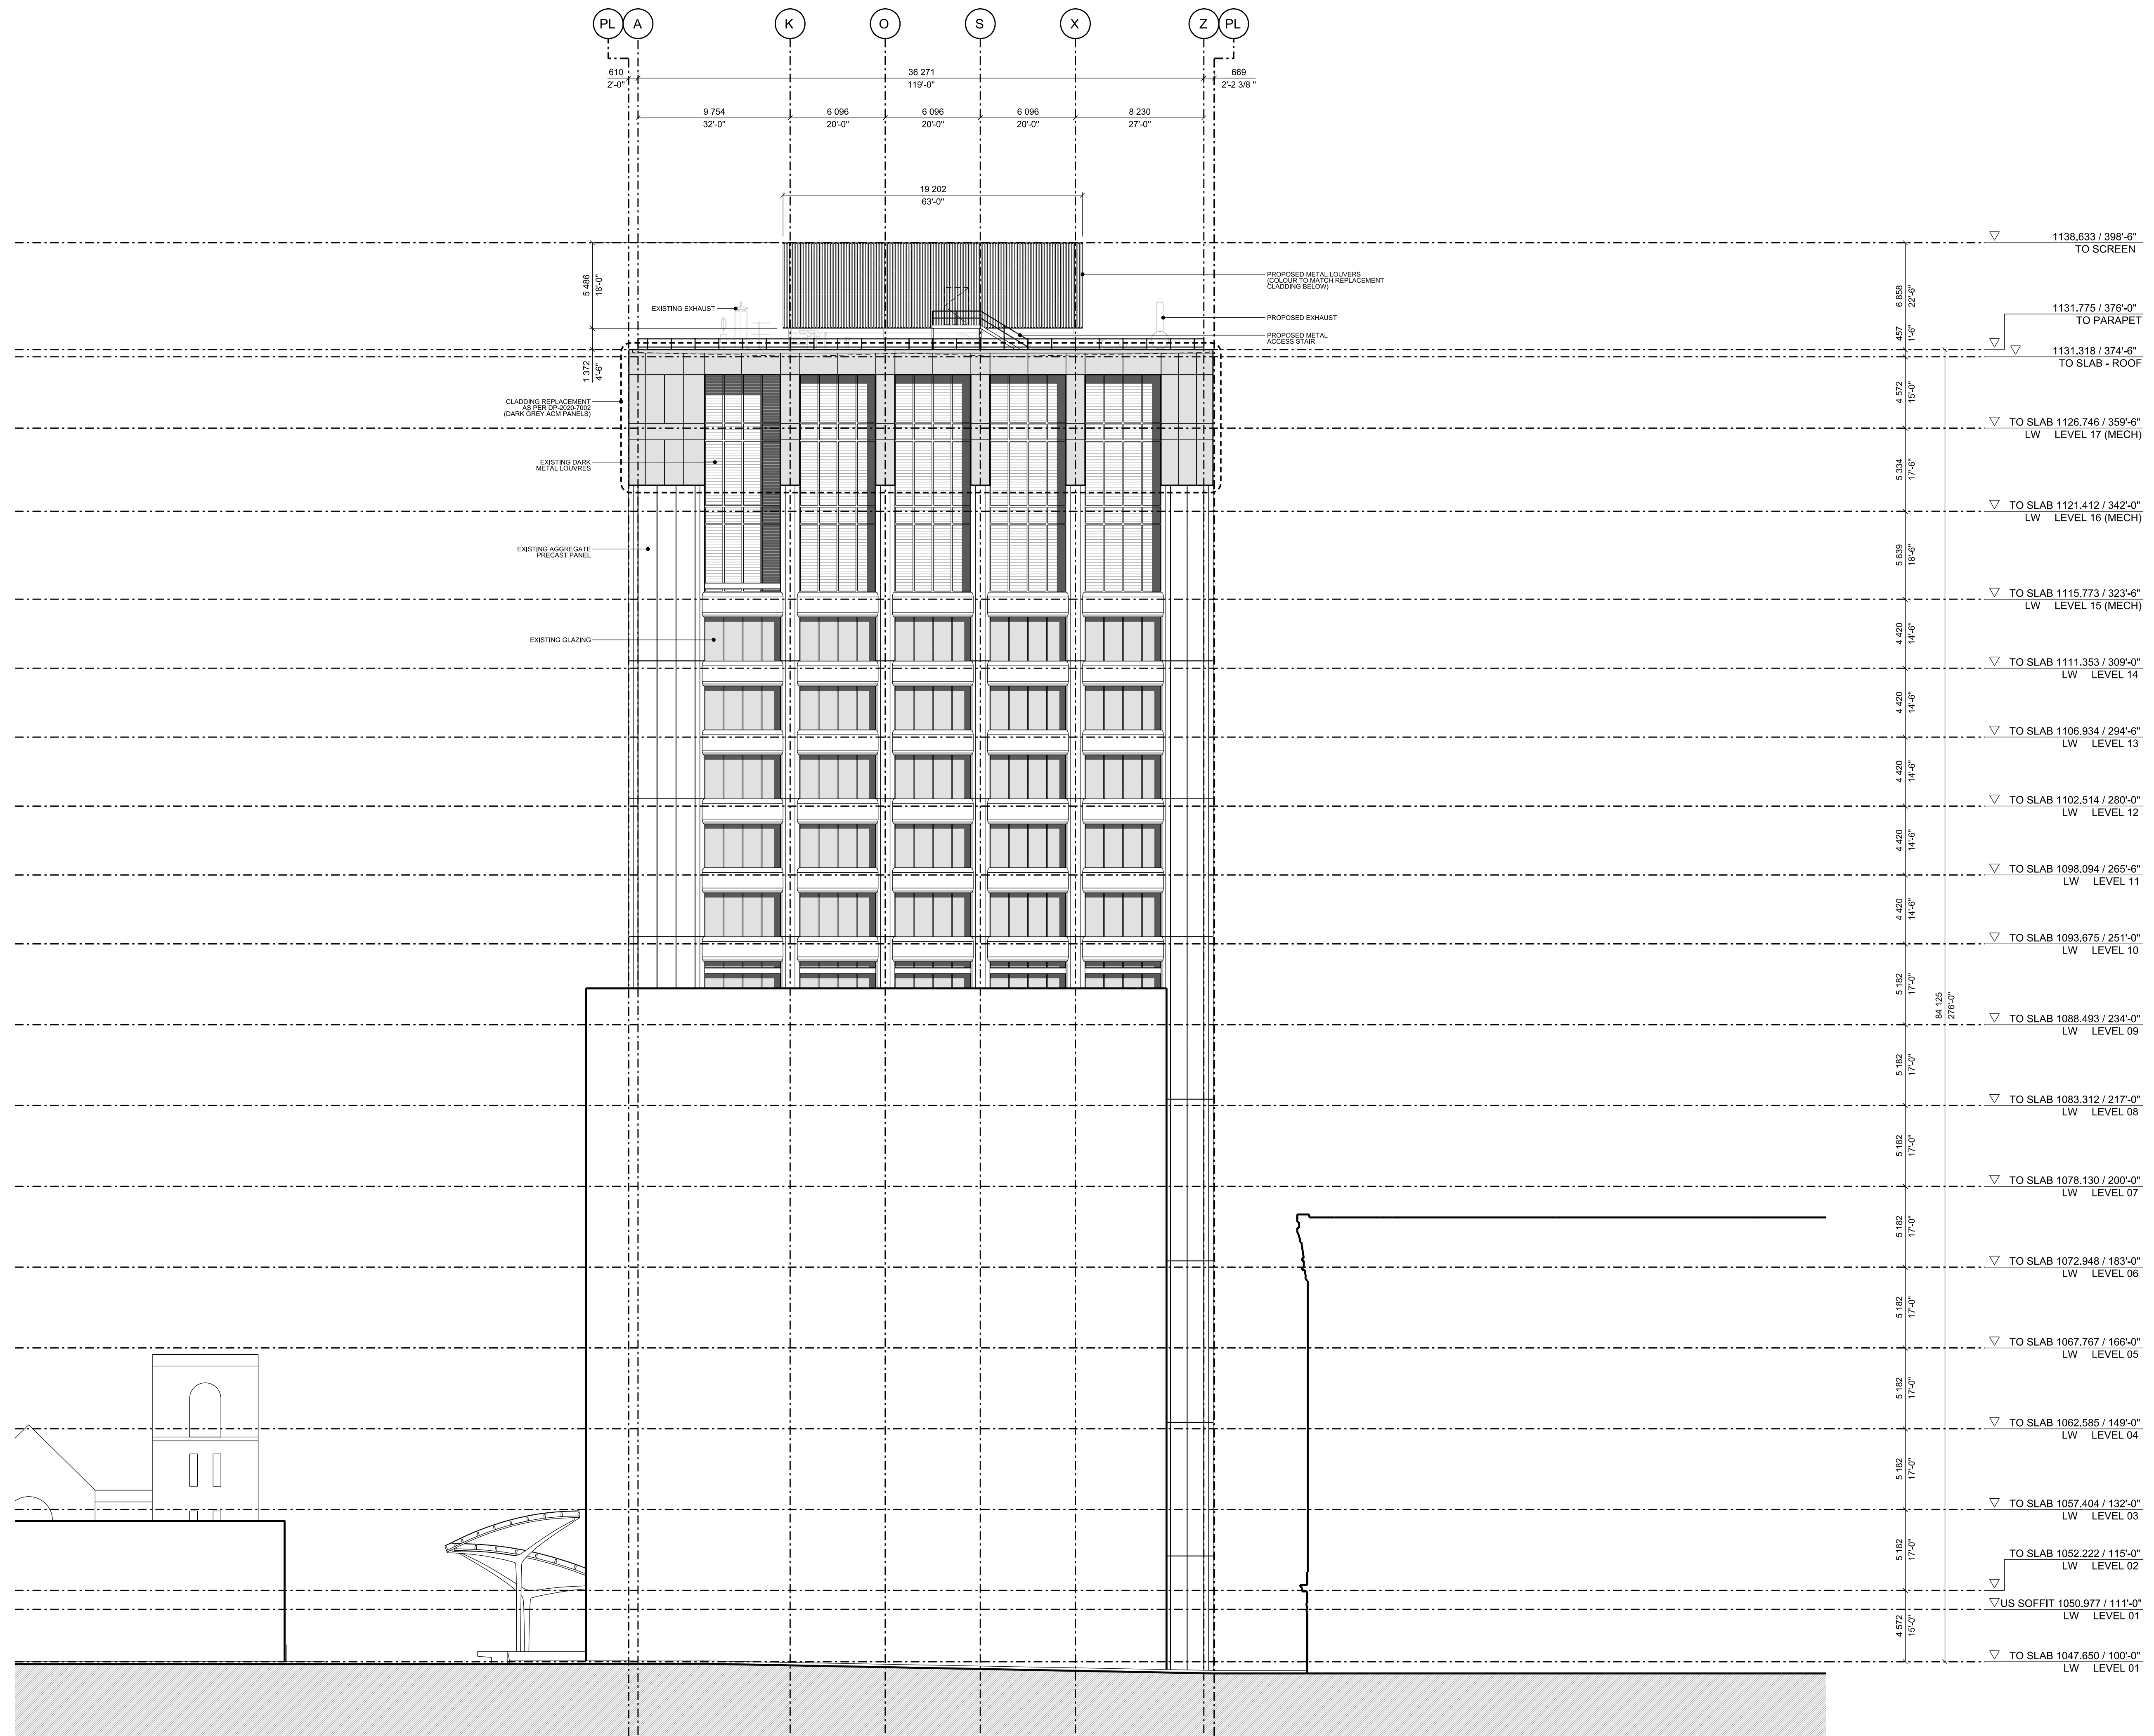 PL A K O S X Z PL
610 36 271 669
2'-0" 119'-0" 2'-2 3/8 "
9 754 6 096 6 096 6 096 8 230
32'-0" 20'-0" 20'-0" 20'-0" 27'-0"
19 202
63'-0"
5 486
18'-0"
1 372
4'-6"
EXISTING EXHAUST
PROPOSED METAL LOUVERS
(COLOUR TO MATCH REPLACEMENT
CLADDING BELOW)
PROPOSED EXHAUST
PROPOSED METAL
ACCESS STAIR
CLADDING REPLACEMENT
AS PER DP-2020-7002
(DARK GREY ACM PANELS)
EXISTING DARK
METAL LOUVRES
EXISTING AGGREGATE
PRECAST PANEL
EXISTING GLAZING
6 858
22'-6"
457
1'-6"
4 572
15'-0"
5 334
17'-6"
5 639
18'-6"
4 420
14'-6"
4 420
14'-6"
4 420
14'-6"
4 420
14'-6"
4 420
14'-6"
5 182
17'-0"
5 182
17'-0"
5 182
17'-0"
5 182
17'-0"
5 182
17'-0"
5 182
17'-0"
5 182
17'-0"
5 182
17'-0"
4 572
15'-0"
84 125
276'-0"
1138.633 / 398'-6"
TO SCREEN
1131.775 / 376'-0"
TO PARAPET
1131.318 / 374'-6"
TO SLAB - ROOF
TO SLAB 1126.746 / 359'-6"
LW LEVEL 17 (MECH)
TO SLAB 1121.412 / 342'-0"
LW LEVEL 16 (MECH)
TO SLAB 1115.773 / 323'-6"
LW LEVEL 15 (MECH)
TO SLAB 1111.353 / 309'-0"
LW LEVEL 14
TO SLAB 1106.934 / 294'-6"
LW LEVEL 13
TO SLAB 1102.514 / 280'-0"
LW LEVEL 12
TO SLAB 1098.094 / 265'-6"
LW LEVEL 11
TO SLAB 1093.675 / 251'-0"
LW LEVEL 10
TO SLAB 1088.493 / 234'-0"
LW LEVEL 09
TO SLAB 1083.312 / 217'-0"
LW LEVEL 08
TO SLAB 1078.130 / 200'-0"
LW LEVEL 07
TO SLAB 1072.948 / 183'-0"
LW LEVEL 06
TO SLAB 1067.767 / 166'-0"
LW LEVEL 05
TO SLAB 1062.585 / 149'-0"
LW LEVEL 04
TO SLAB 1057.404 / 132'-0"
LW LEVEL 03
TO SLAB 1052.222 / 115'-0"
LW LEVEL 02
US SOFFIT 1050.977 / 111'-0"
LW LEVEL 01
TO SLAB 1047.650 / 100'-0"
LW LEVEL 01